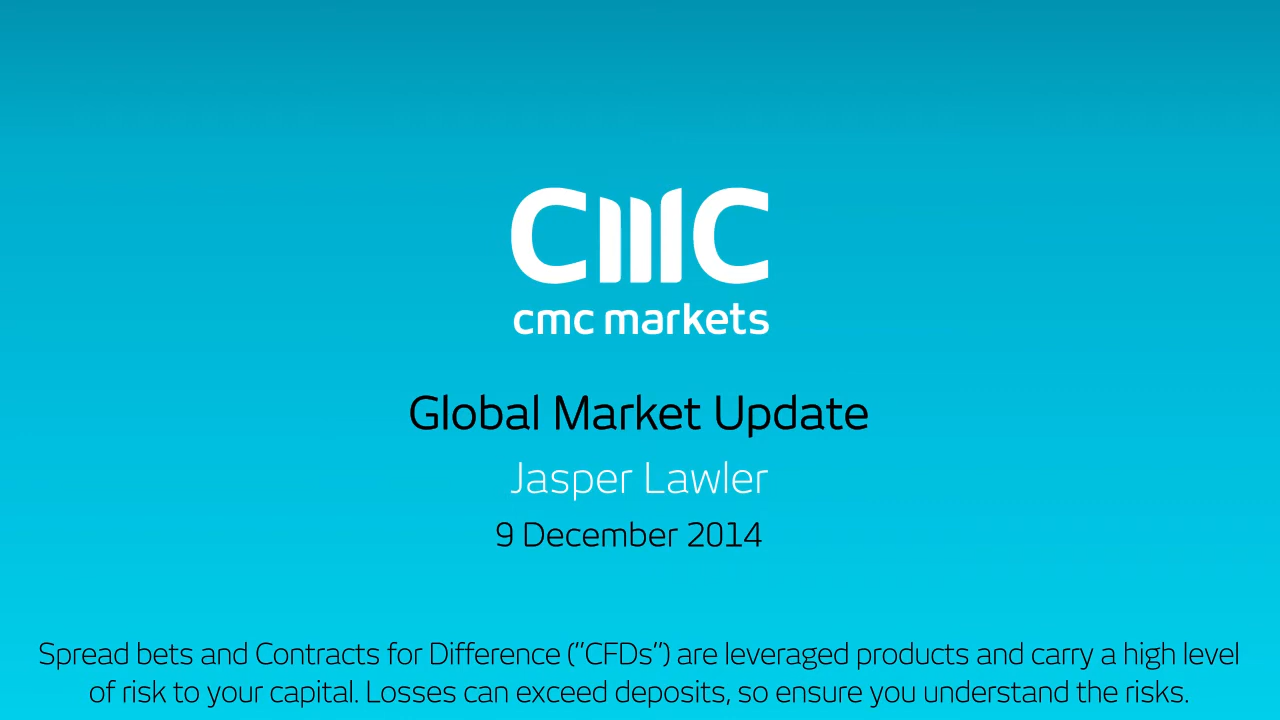 CMC
cmc markets
Global Market Update
Jasper Lawler
9 December 2014
Spread bets and Contracts for Difference (“CFDs”) are leveraged products and carry a high level
of risk to your capital. Losses can exceed deposits, so ensure you understand the risks.